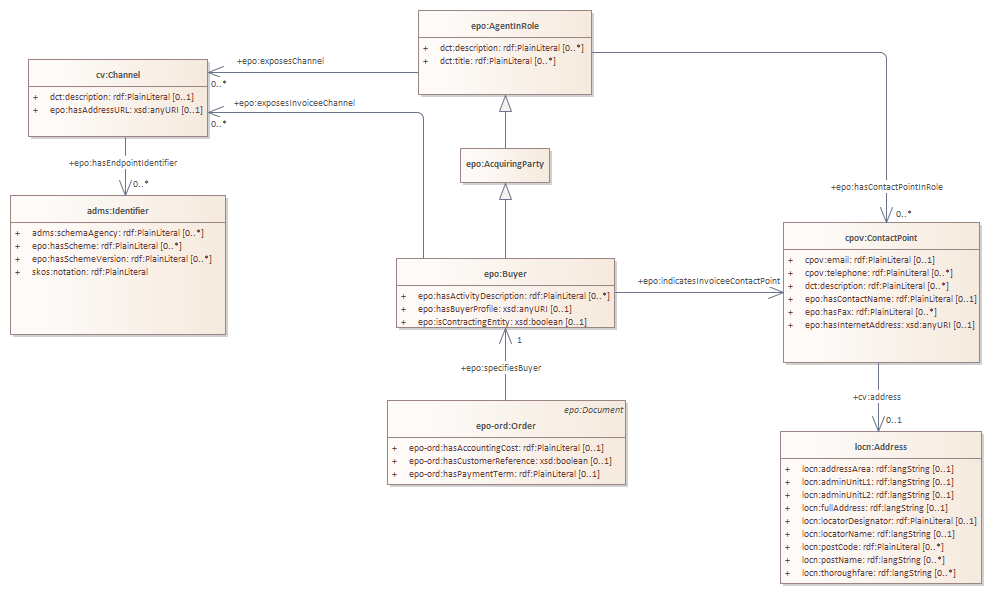 epo:AgentInRole
+ dct:description: rdf:PlainLiteral [0..*]
+ dct:title: rdf:PlainLiteral [0..*]
+epo:exposesChannel
0..*
cv:Channel
+ dct:description: rdf:PlainLiteral [0..1]
+ epo:hasAddressURL: xsd:anyURI [0..1]
+epo:exposesInvoiceeChannel
0..*
epo:AcquiringParty
+epo:hasEndpointIdentifier
0..*
+epo:hasContactPointInRole
0..*
adms:Identifier
+ adms:schemaAgency: rdf:PlainLiteral [0..*]
+ epo:hasScheme: rdf:PlainLiteral [0..*]
+ epo:hasSchemeVersion: rdf:PlainLiteral [0..*]
+ skos:notation: rdf:PlainLiteral
cpov:ContactPoint
+ cpov:email: rdf:PlainLiteral [0..1]
+ cpov:telephone: rdf:PlainLiteral [0..*]
+ dct:description: rdf:PlainLiteral [0..*]
+ epo:hasContactName: rdf:PlainLiteral [0..1]
+ epo:hasFax: rdf:PlainLiteral [0..*]
+ epo:hasInternetAddress: xsd:anyURI [0..1]
epo:Buyer
+ epo:hasActivityDescription: rdf:PlainLiteral [0..*]
+ epo:hasBuyerProfile: xsd:anyURI [0..1]
+ epo:isContractingEntity: xsd:boolean [0..1]
+epo:indicatesInvoiceeContactPoint
1
+epo:specifiesBuyer
+cv:address
0..1
epo:Document
epo-ord:Order
+ epo-ord:hasAccountingCost: rdf:PlainLiteral [0..1]
+ epo-ord:hasCustomerReference: xsd:boolean [0..1]
+ epo-ord:hasPaymentTerm: rdf:PlainLiteral [0..1]
locn:Address
+ locn:addressArea: rdf:langString [0..1]
+ locn:adminUnitL1: rdf:langString [0..1]
+ locn:adminUnitL2: rdf:langString [0..1]
+ locn:fullAddress: rdf:langString [0..1]
+ locn:locatorDesignator: rdf:PlainLiteral [0..1]
+ locn:locatorName: rdf:langString [0..1]
+ locn:postCode: rdf:PlainLiteral [0..*]
+ locn:postName: rdf:langString [0..*]
+ locn:thoroughfare: rdf:langString [0..*]